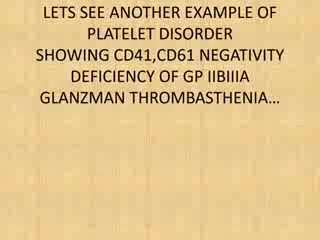 LETS SEE ANOTHER EXAMPLE OF
PLATELET DISORDER
SHOWING CD41,CD61 NEGATIVITY
DEFICIENCY OF GP IIBIIIA
GLANZMAN THROMBASTHENIA…